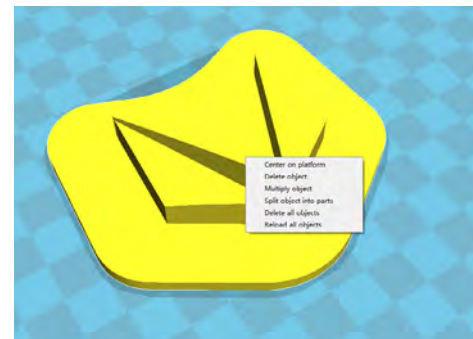 Center on platform
Delete object
Multiply object
Split object into parts
Delete all objects
Reload all objects